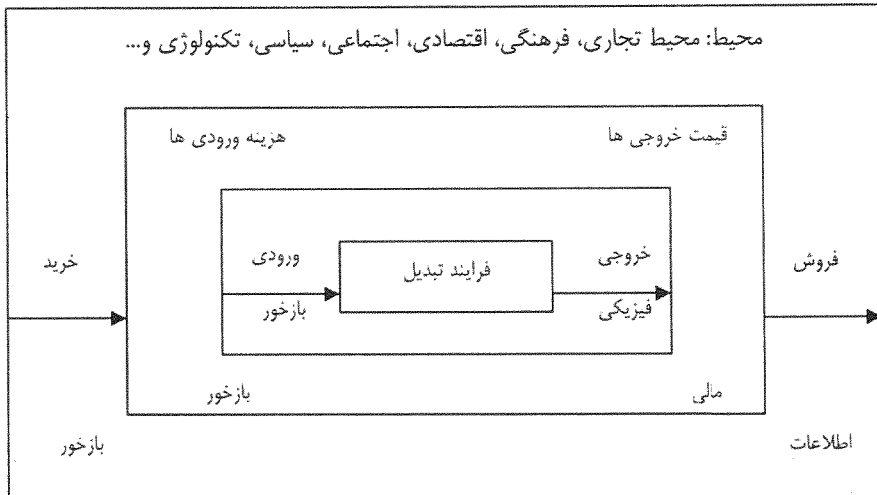 محیط: محیط تجاری، فرهنگی، اقتصادی، اجتماعی، سیاسی، تکنولوژی و...
قیمت خروجی ها
هزینه ورودی ها
فروش
خروجی
فرایند تبدیل
ورودی
خرید
فیزیکی
بازخور
مالی
بازخور
اطلاعات
بازخور